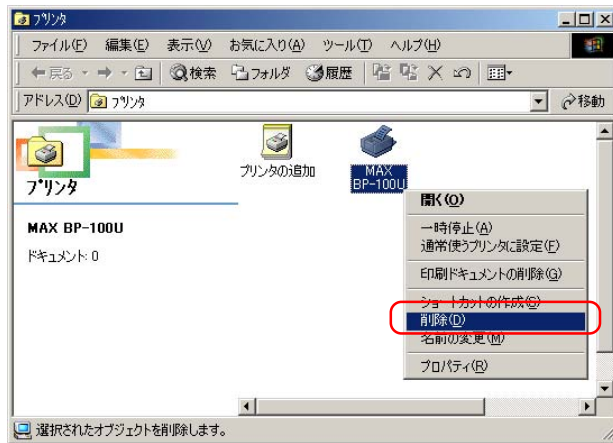 プリンタ
ファイル(F) 編集(E) 表示(V) お気に入り(A) ツール(T) ヘルプ(H)
戻る 検索 フォルダ 履歴
アドレス(D) プリンタ 移動
プリンタ
MAX BP-100U
ドキュメント: 0
プリンタの追加
MAX
BP-100U
開く(O)
一時停止(A)
通常使うプリンタに設定(F)
印刷ドキュメントの削除(G)
ショートカットの作成(S)
削除(D)
名前の変更(M)
プロパティ(R)
選択されたオブジェクトを削除します。